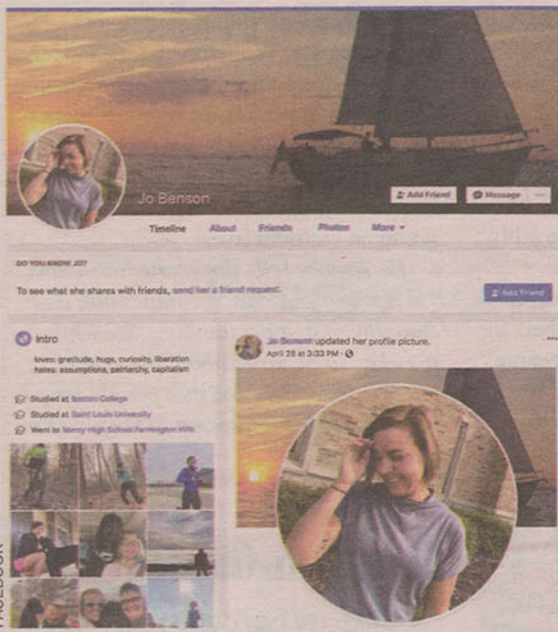 Jo Benson
Add Friend
Message
Timeline About Friends Photos More
DO YOU KNOW JO?
To see what she shares with friends, send her a friend request.
Add Friend
Intro
loves: gratitude, hugs, curiosity, liberation
hates: assumptions, patriarchy, capitalism
Studied at Boston College
Studied at Saint Louis University
Went to Mercy High School Farmington Hills
Jo Benson updated her profile picture.
April 28 at 3:33 PM ·
FACEBOOK